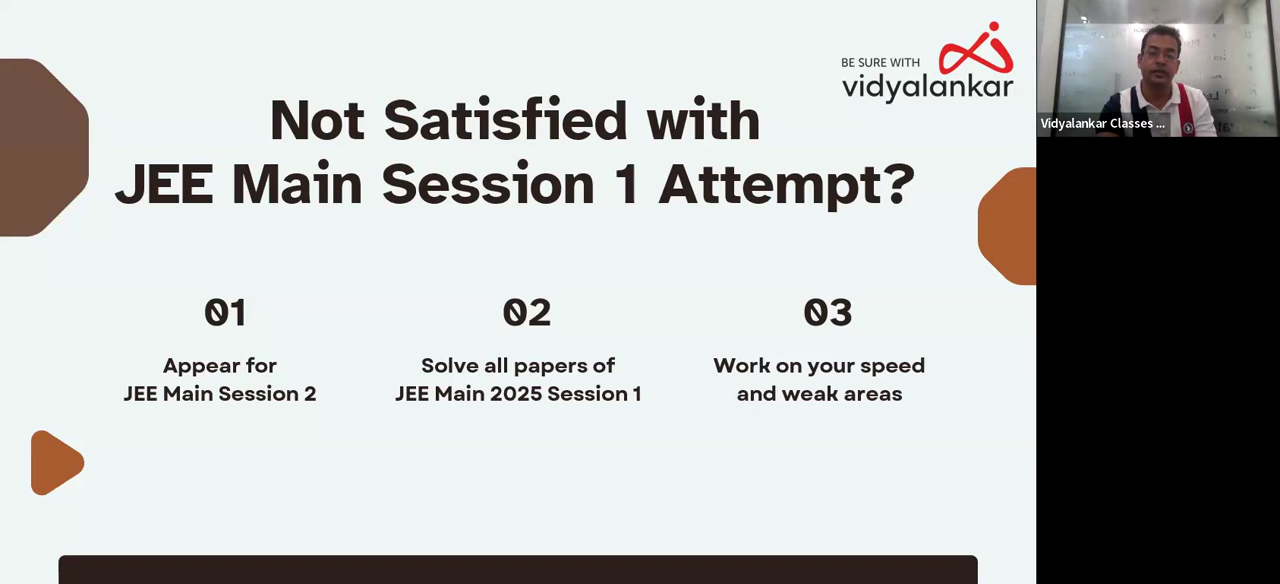 BE SURE WITH
vidyalankar
Not Satisfied with
JEE Main Session 1 Attempt?
01
Appear for
JEE Main Session 2
02
Solve all papers of
JEE Main 2025 Session 1
03
Work on your speed
and weak areas
Vidyalankar Classes ...